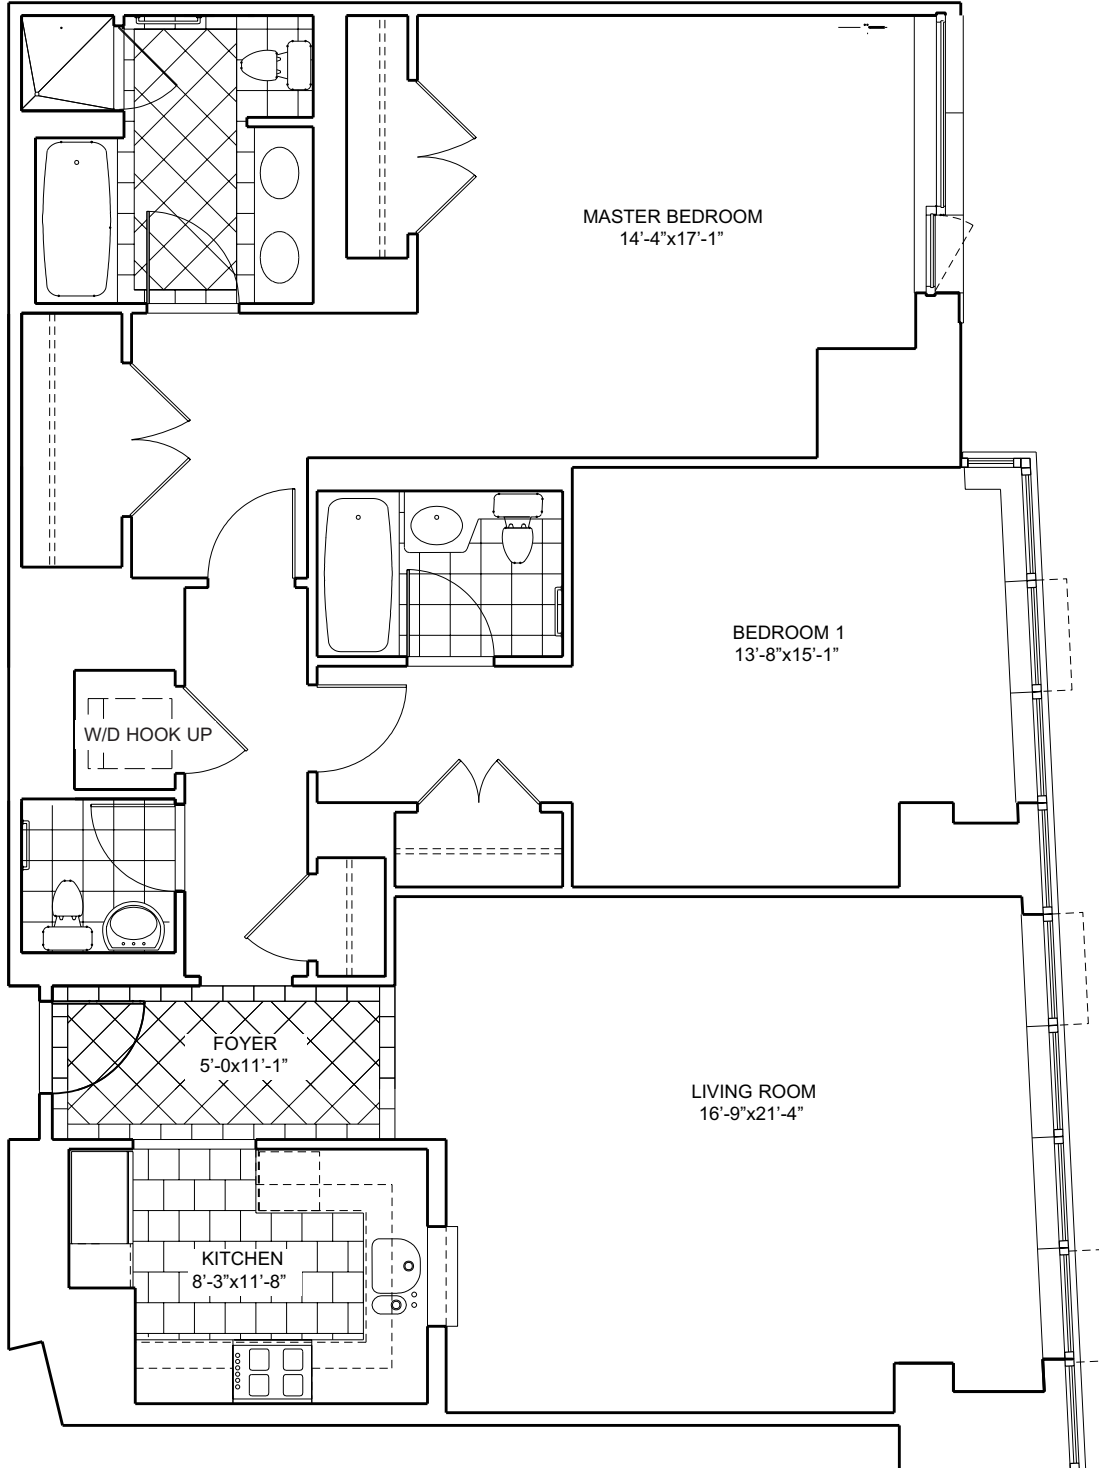 MASTER BEDROOM
14’-4”x17’-1”
BEDROOM 1
13’-8”x15’-1”
W/D HOOK UP
FOYER
5’-0x11’-1”
LIVING ROOM
16’-9”x21’-4”
KITCHEN
8’-3”x11’-8”